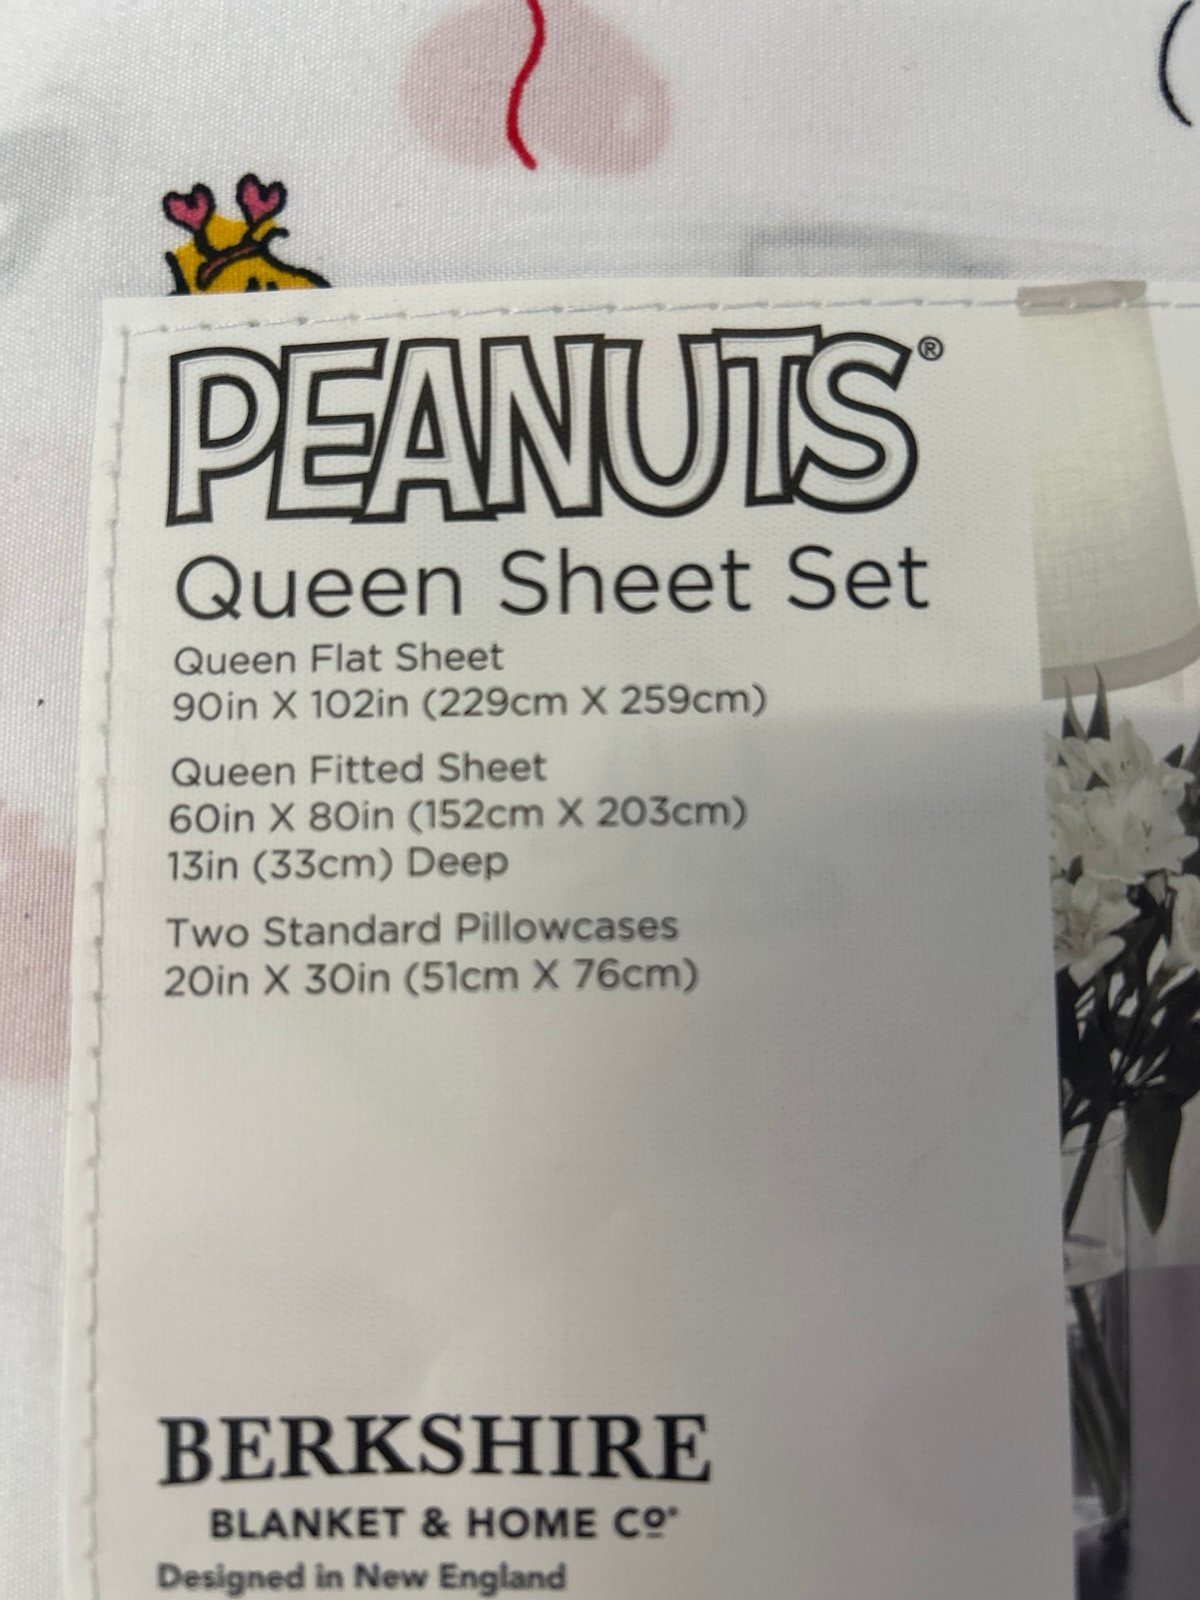 PEANUTS®
Queen Sheet Set
Queen Flat Sheet
90in X 102in (229cm X 259cm)
Queen Fitted Sheet
60in X 80in (152cm X 203cm)
13in (33cm) Deep
Two Standard Pillowcases
20in X 30in (51cm X 76cm)
BERKSHIRE
BLANKET & HOME Cº
Designed in New England